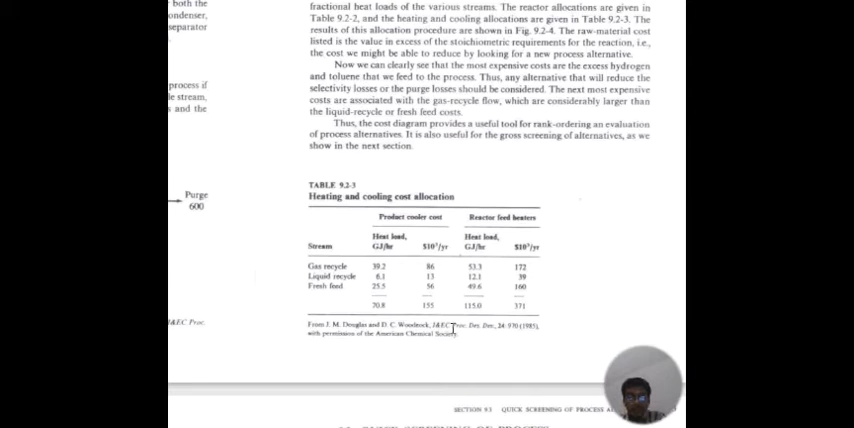 both the
ondenser,
separator
process if
le stream,
s and the
Purge
600
I&EC Proc.
fractional heat loads of the various streams. The reactor allocations are given in
Table 9.2-2, and the heating and cooling allocations are given in Table 9.2-3. The
results of this allocation procedure are shown in Fig. 9.2-4. The raw-material cost
listed is the value in excess of the stoichiometric requirements for the reaction, i.e.,
the cost we might be able to reduce by looking for a new process alternative.
Now we can clearly see that the most expensive costs are the excess hydrogen
and toluene that we feed to the process. Thus, any alternative that will reduce the
selectivity losses or the purge losses should be considered. The next most expensive
costs are associated with the gas-recycle flow, which are considerably larger than
the liquid-recycle or fresh feed costs.
Thus, the cost diagram provides a useful tool for rank-ordering an evaluation
of process alternatives. It is also useful for the gross screening of alternatives, as we
show in the next section.
TABLE 9.2-3
Heating and cooling cost allocation
Product cooler cost Reactor feed heaters
Heat load, Heat load,
Stream GJ/hr $10³/yr GJ/hr $10³/yr
Gas recycle 39.2 86 53.3 172
Liquid recycle 6.1 13 12.1 39
Fresh feed 25.5 56 49.6 160
70.8 155 115.0 371
From J. M. Douglas and D. C. Woodcock, I&EC Proc. Des. Dev., 24: 970 (1985),
with permission of the American Chemical Society.
SECTION 9.3 QUICK SCREENING OF PROCESS